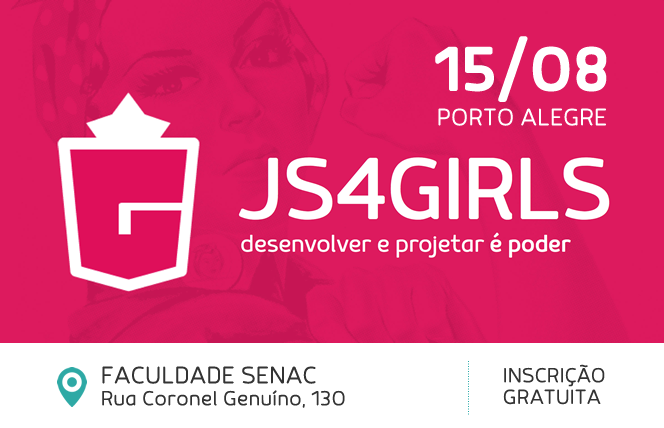 15/08
PORTO ALEGRE
JS4GIRLS
desenvolver e projetar é poder
FACULDADE SENAC
Rua Coronel Genuíno, 130
INSCRIÇÃO
GRATUITA